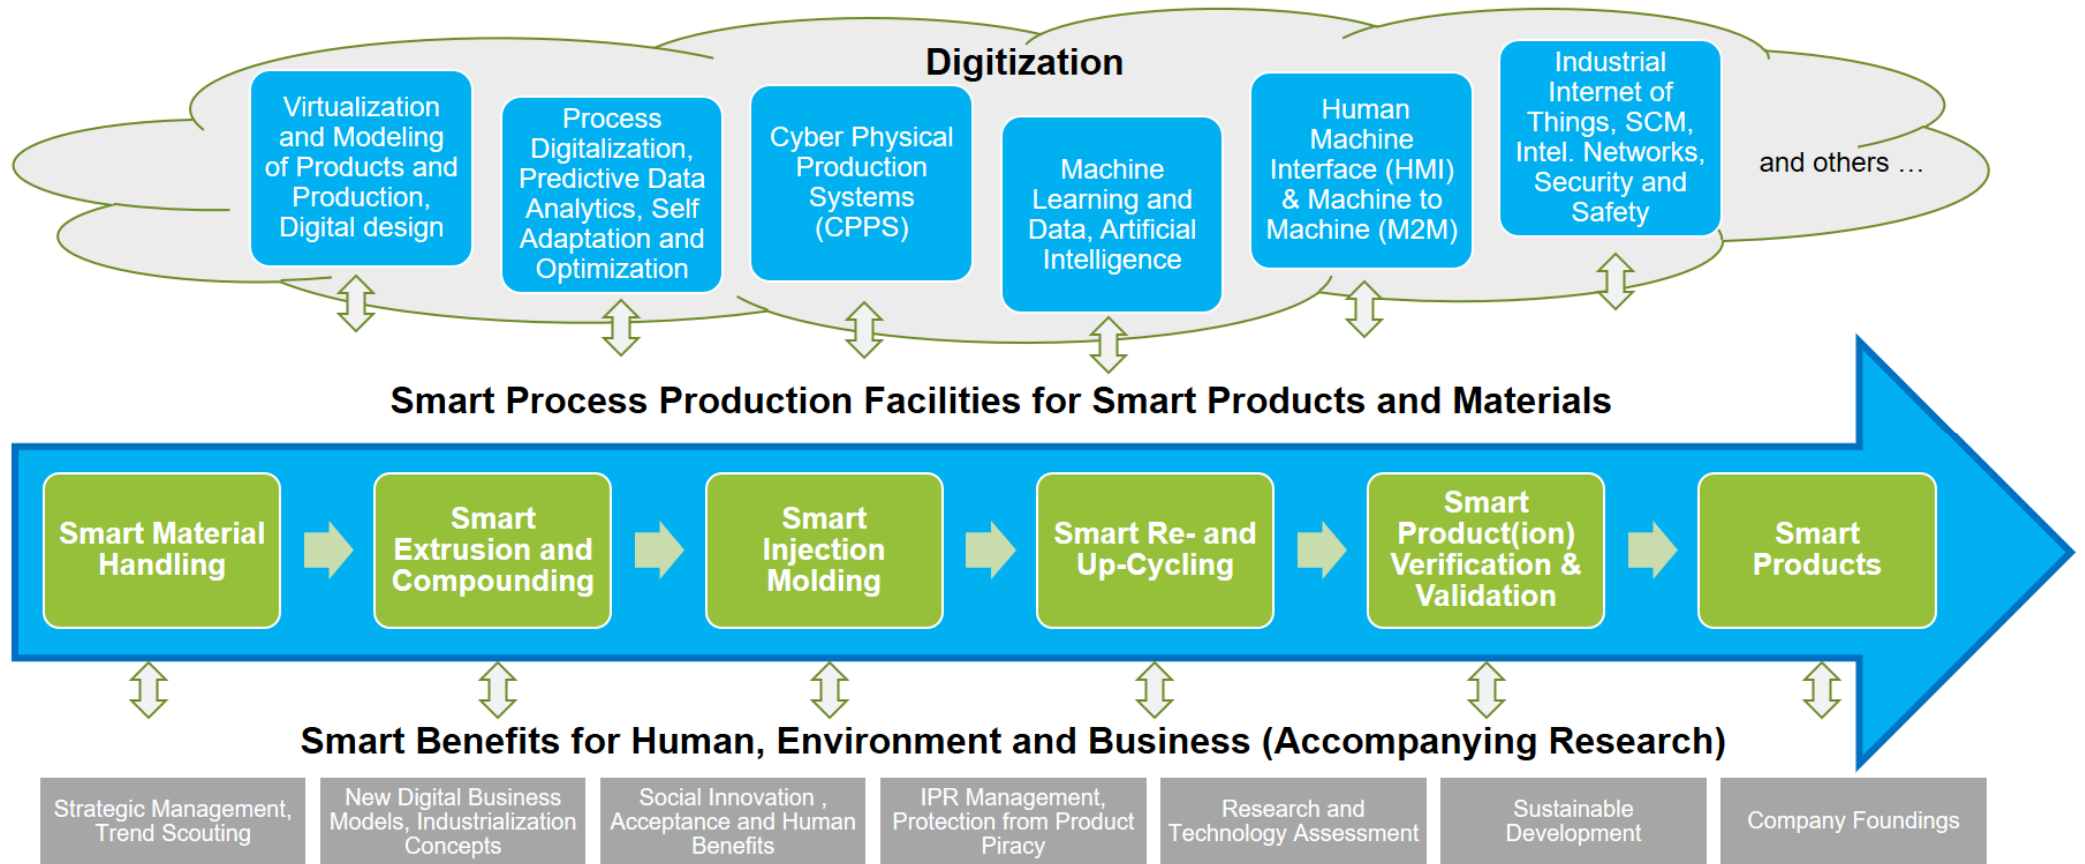 Digitization
Virtualization
and Modeling
of Products and
Production,
Digital design
Process
Digitalization,
Predictive Data
Analytics, Self
Adaptation and
Optimization
Cyber Physical
Production
Systems
(CPPS)
Machine
Learning and
Data, Artificial
Intelligence
Human
Machine
Interface (HMI)
& Machine to
Machine (M2M)
Industrial
Internet of
Things, SCM,
Intel. Networks,
Security and
Safety
and others …
Smart Process Production Facilities for Smart Products and Materials
Smart Material
Handling
Smart
Extrusion and
Compounding
Smart
Injection
Molding
Smart Re- and
Up-Cycling
Smart
Product(ion)
Verification &
Validation
Smart
Products
Smart Benefits for Human, Environment and Business (Accompanying Research)
Strategic Management,
Trend Scouting
New Digital Business
Models, Industrialization
Concepts
Social Innovation ,
Acceptance and Human
Benefits
IPR Management,
Protection from Product
Piracy
Research and
Technology Assessment
Sustainable
Development
Company Foundings